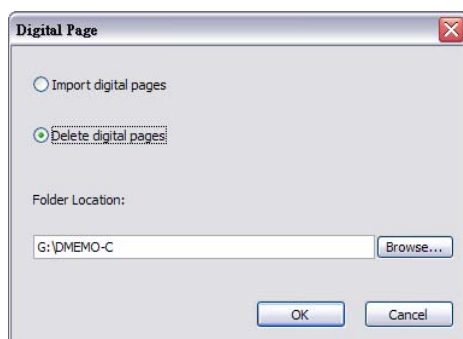 Digital Page
Import digital pages
Delete digital pages
Folder Location:
G:\DMEMO-C
Browse...
OK
Cancel